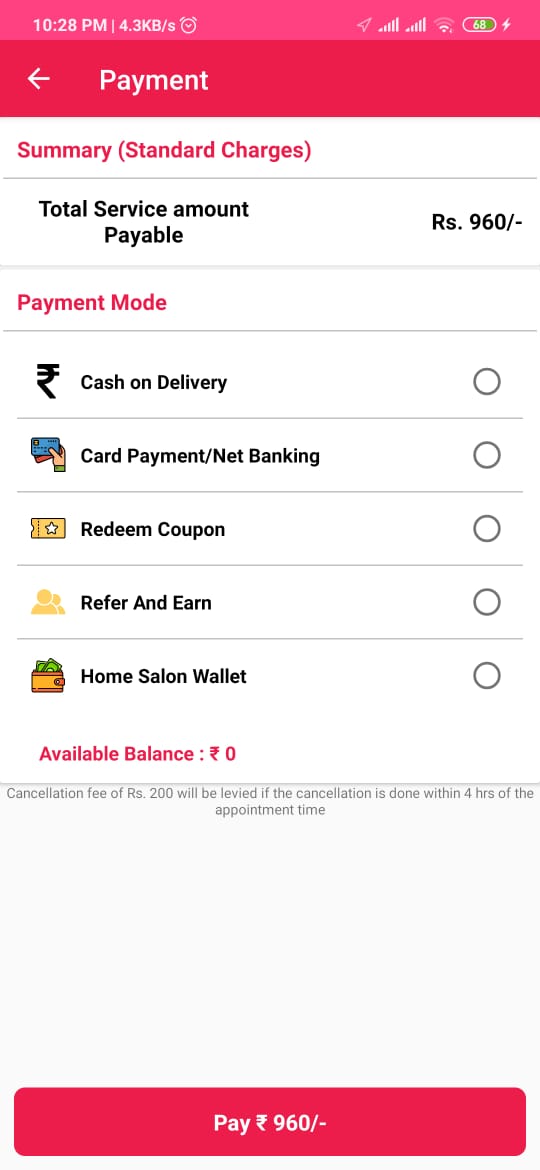 10:28 PM | 4.3KB/s
68
Payment
Summary (Standard Charges)
Total Service amount
Payable
Rs. 960/-
Payment Mode
₹ Cash on Delivery
Card Payment/Net Banking
Redeem Coupon
Refer And Earn
Home Salon Wallet
Available Balance : ₹ 0
Cancellation fee of Rs. 200 will be levied if the cancellation is done within 4 hrs of the
appointment time
Pay ₹ 960/-